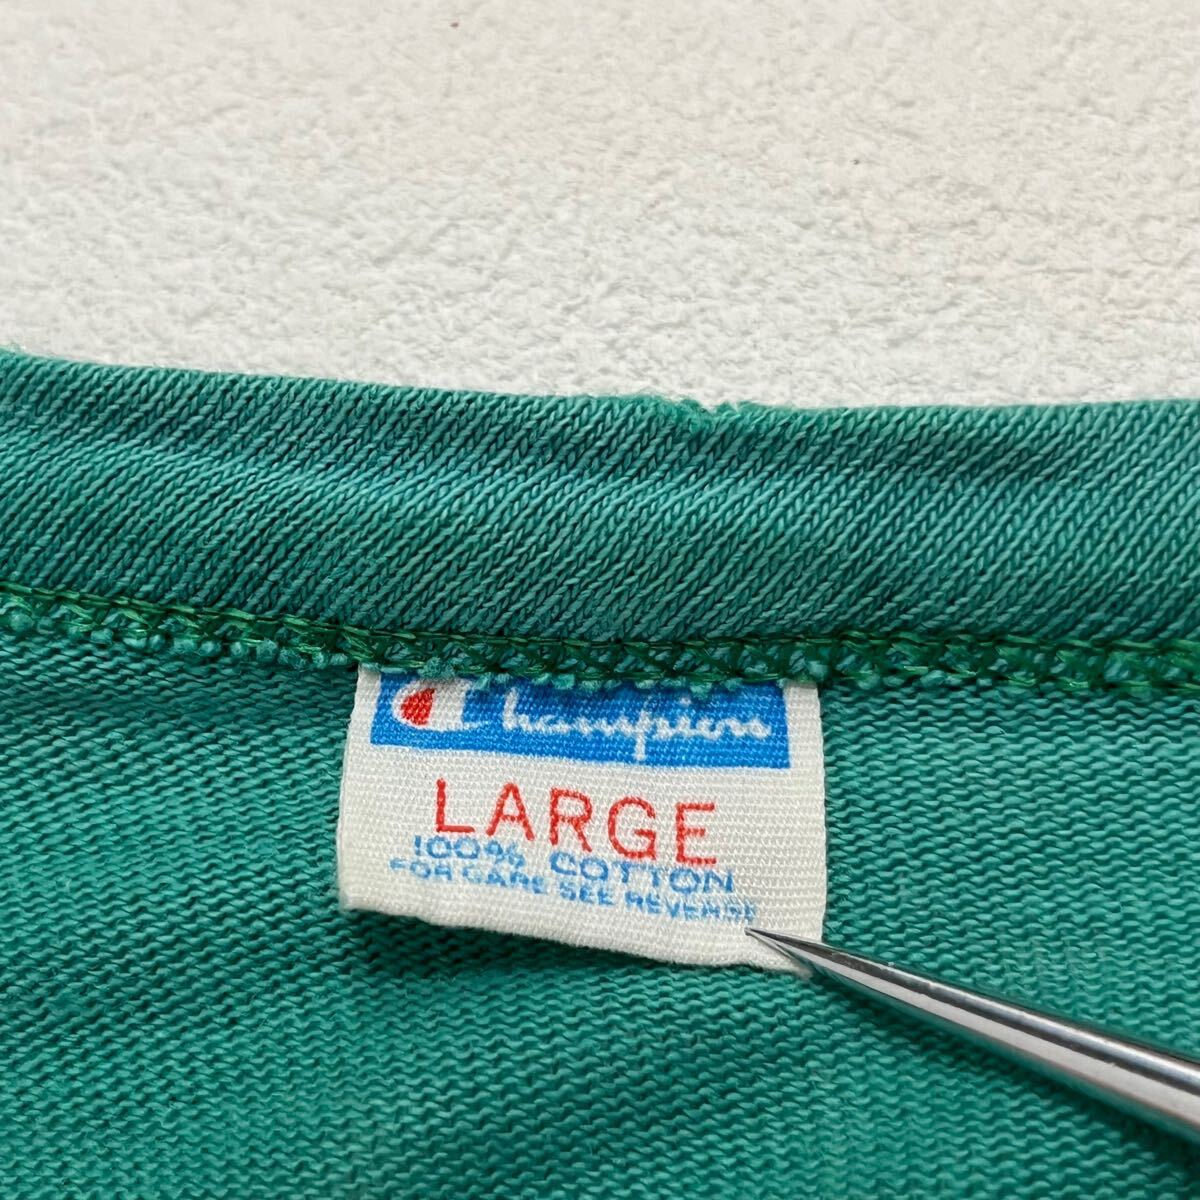 Champion
LARGE
100% COTTON
FOR CARE SEE REVERSE